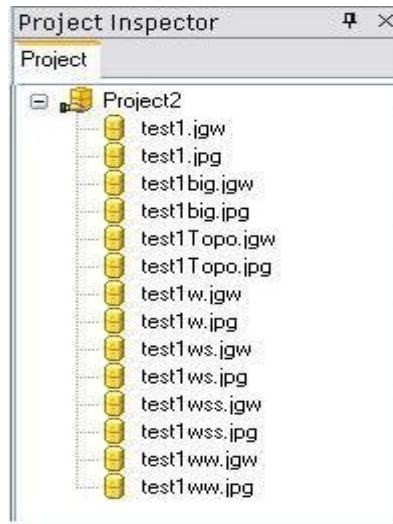 Project Inspector
Project
Project2
test1.jgw
test1.jpg
test1big.jgw
test1big.jpg
test1Topo.jgw
test1Topo.jpg
test1w.jgw
test1w.jpg
test1ws.jgw
test1ws.jpg
test1wss.jgw
test1wss.jpg
test1ww.jgw
test1ww.jpg